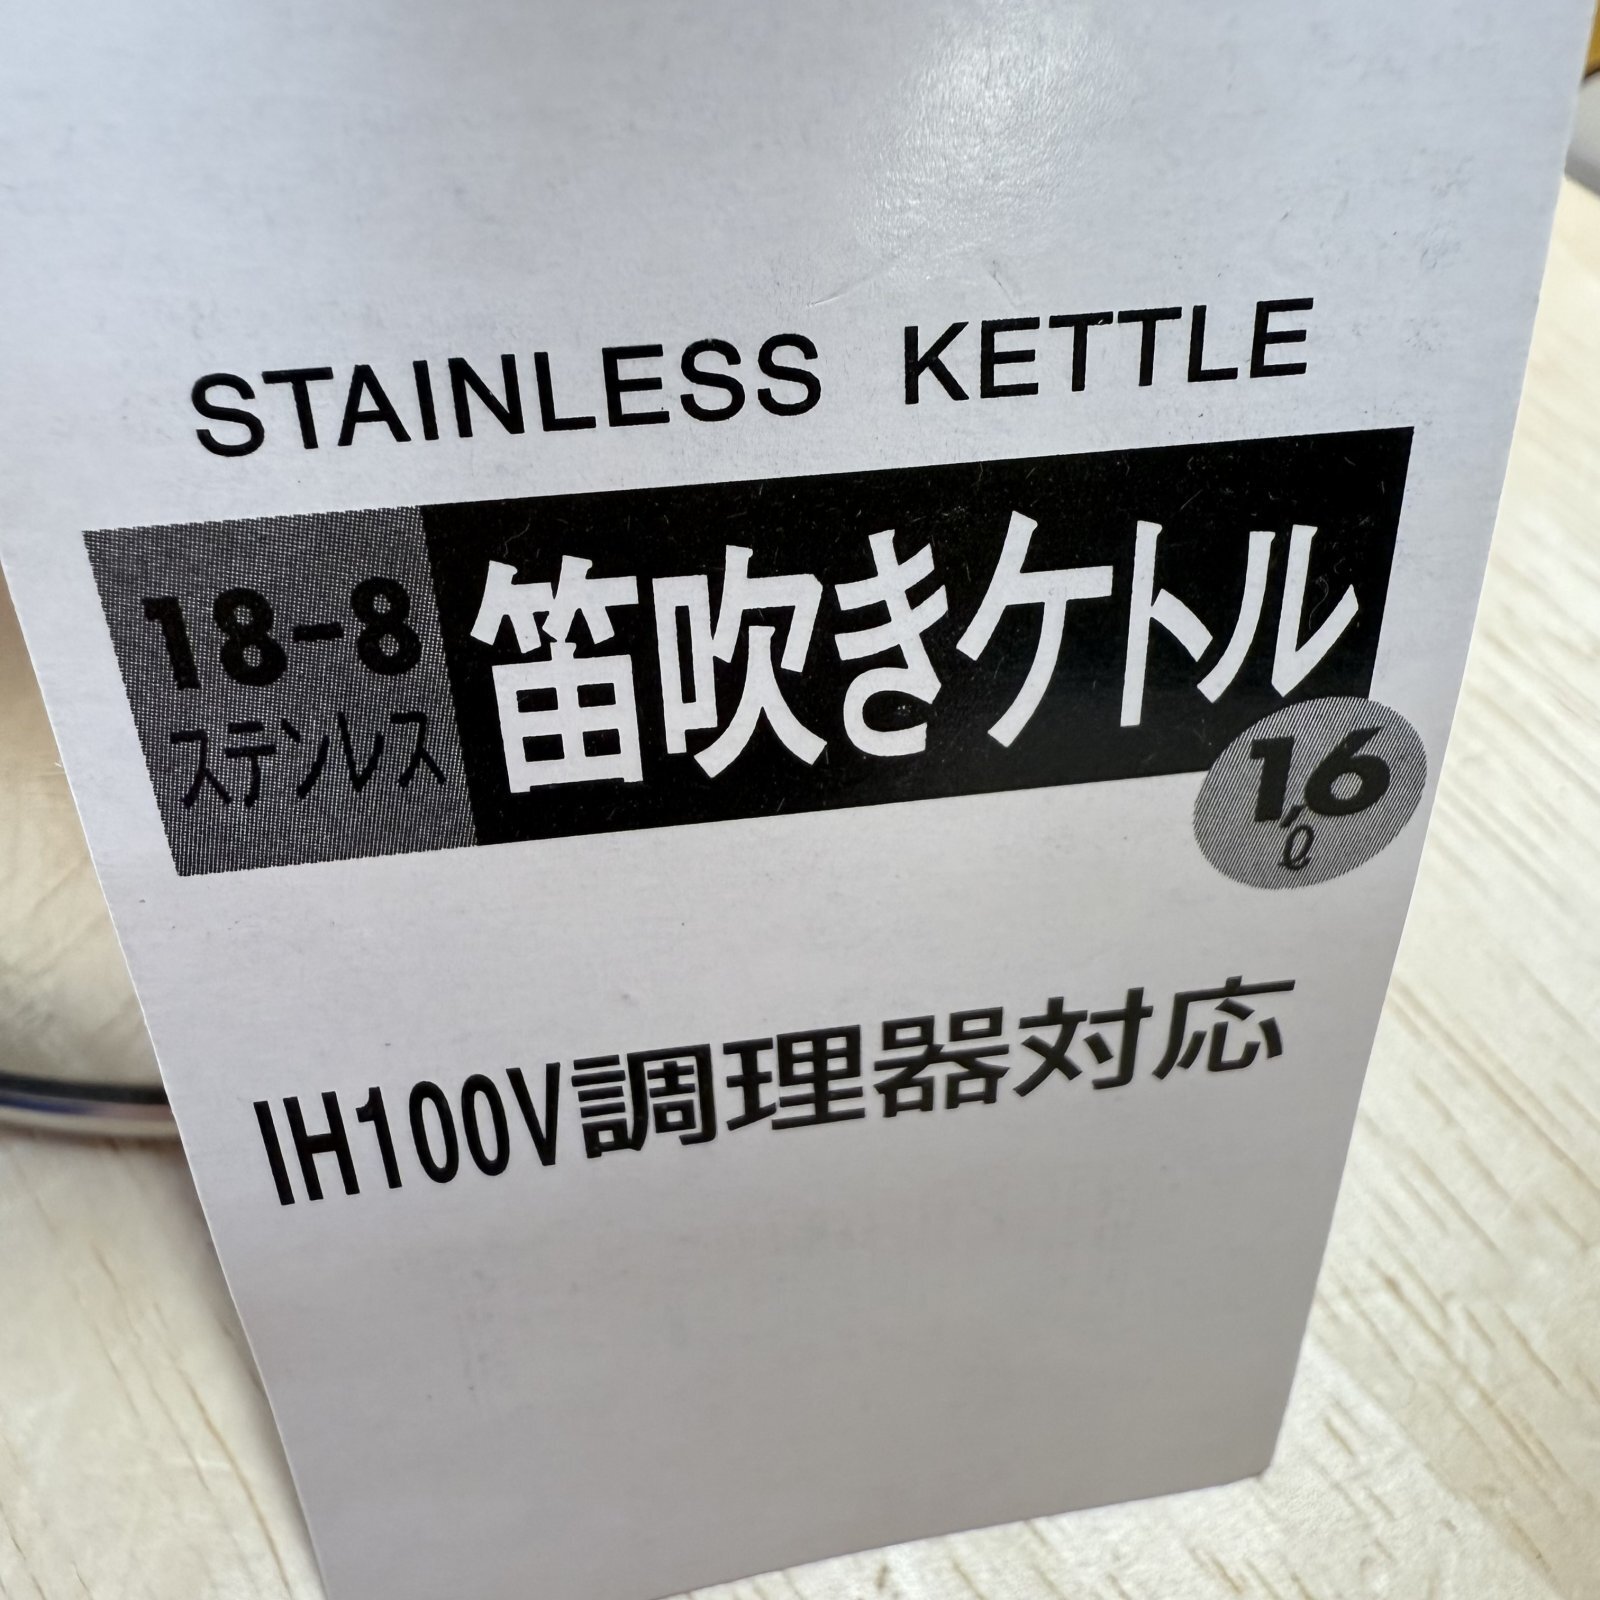 STAINLESS KETTLE
18-8
ステンレス
笛吹きケトル
1,6
ℓ
IH100V調理器対応